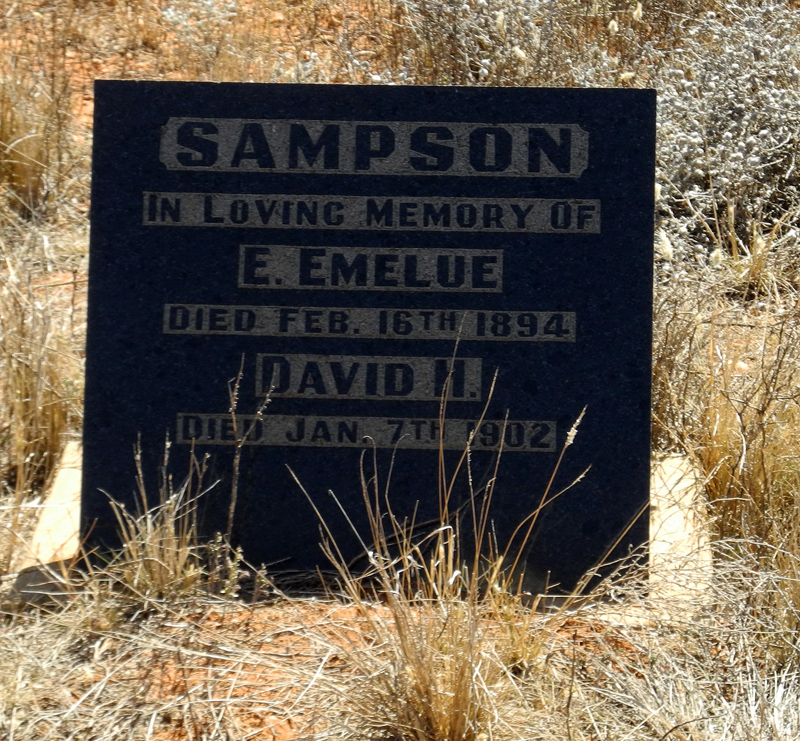 SAMPSON
IN LOVING MEMORY OF
E. EMELUE
DIED FEB. 16TH 1894
DAVID H.
DIED JAN. 7TH 1902